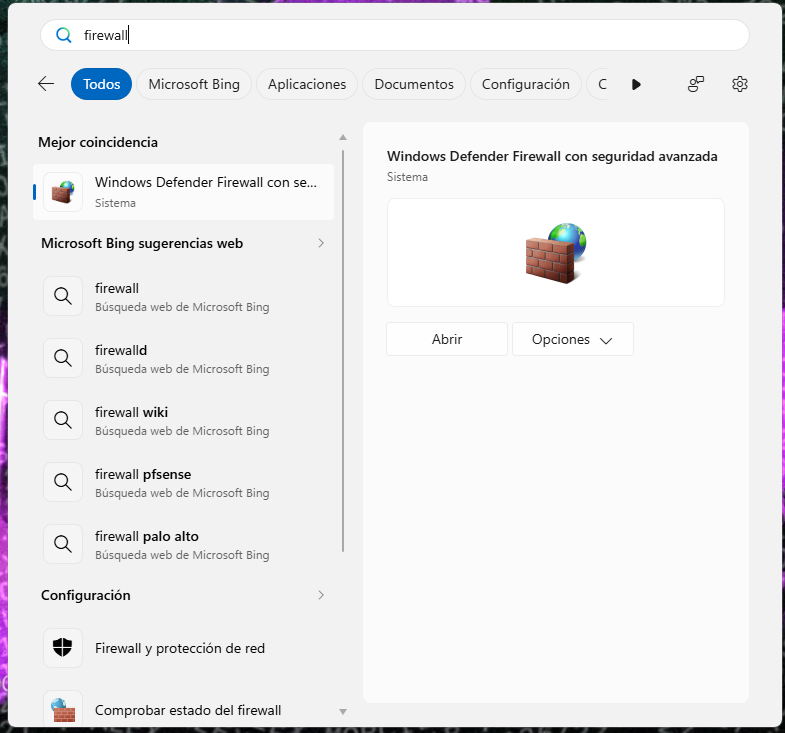 firewall
Todos
Microsoft Bing
Aplicaciones
Documentos
Configuración
C
Mejor coincidencia
Windows Defender Firewall con se...
Sistema
Microsoft Bing sugerencias web
firewall
Búsqueda web de Microsoft Bing
firewalld
Búsqueda web de Microsoft Bing
firewall wiki
Búsqueda web de Microsoft Bing
firewall pfsense
Búsqueda web de Microsoft Bing
firewall palo alto
Búsqueda web de Microsoft Bing
Configuración
Firewall y protección de red
Comprobar estado del firewall
Windows Defender Firewall con seguridad avanzada
Sistema
Abrir
Opciones